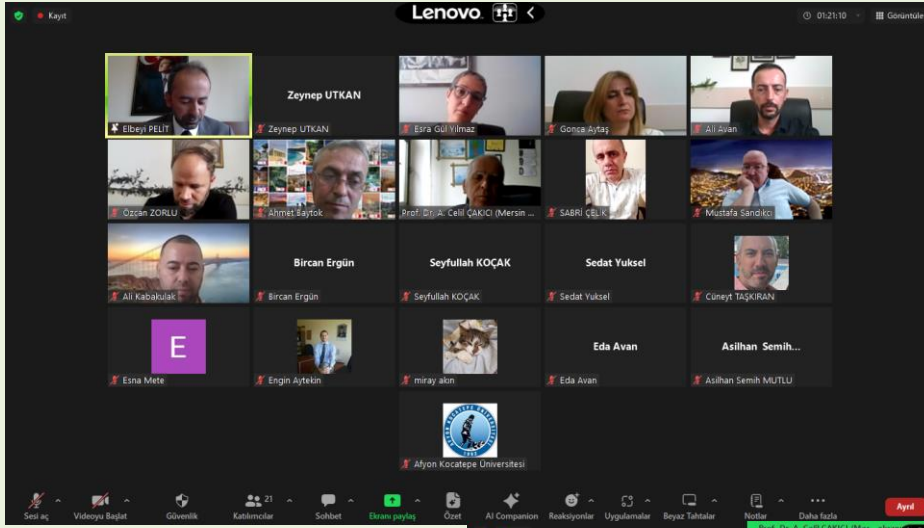 Kayıt
Lenovo
01:21:10
Görüntüle
Elbeyi PELİT
Zeynep UTKAN
Zeynep UTKAN
Esra Gül Yılmaz
Gonca Aytaş
Ali Avan
Özcan ZORLU
Ahmet Baytok
Prof. Dr. A. Celil ÇAKICI (Mersin ...
SABRİ ÇELİK
Mustafa Sandıkcı
Ali Kabakulak
Bircan Ergün
Bircan Ergün
Seyfullah KOÇAK
Seyfullah KOÇAK
Sedat Yuksel
Sedat Yuksel
Cüneyt TAŞKIRAN
E
Esna Mete
Engin Aytekin
miray akın
Eda Avan
Eda Avan
Asilhan Semih...
Asilhan Semih MUTLU
Afyon Kocatepe Üniversitesi
Sesi aç
Videoyu Başlat
Güvenlik
21
Katılımcılar
Sohbet
Ekranı paylaş
Özet
AI Companion
Reaksiyonlar
Uygulamalar
Beyaz Tahtalar
Notlar
Daha fazla
Ayrıl